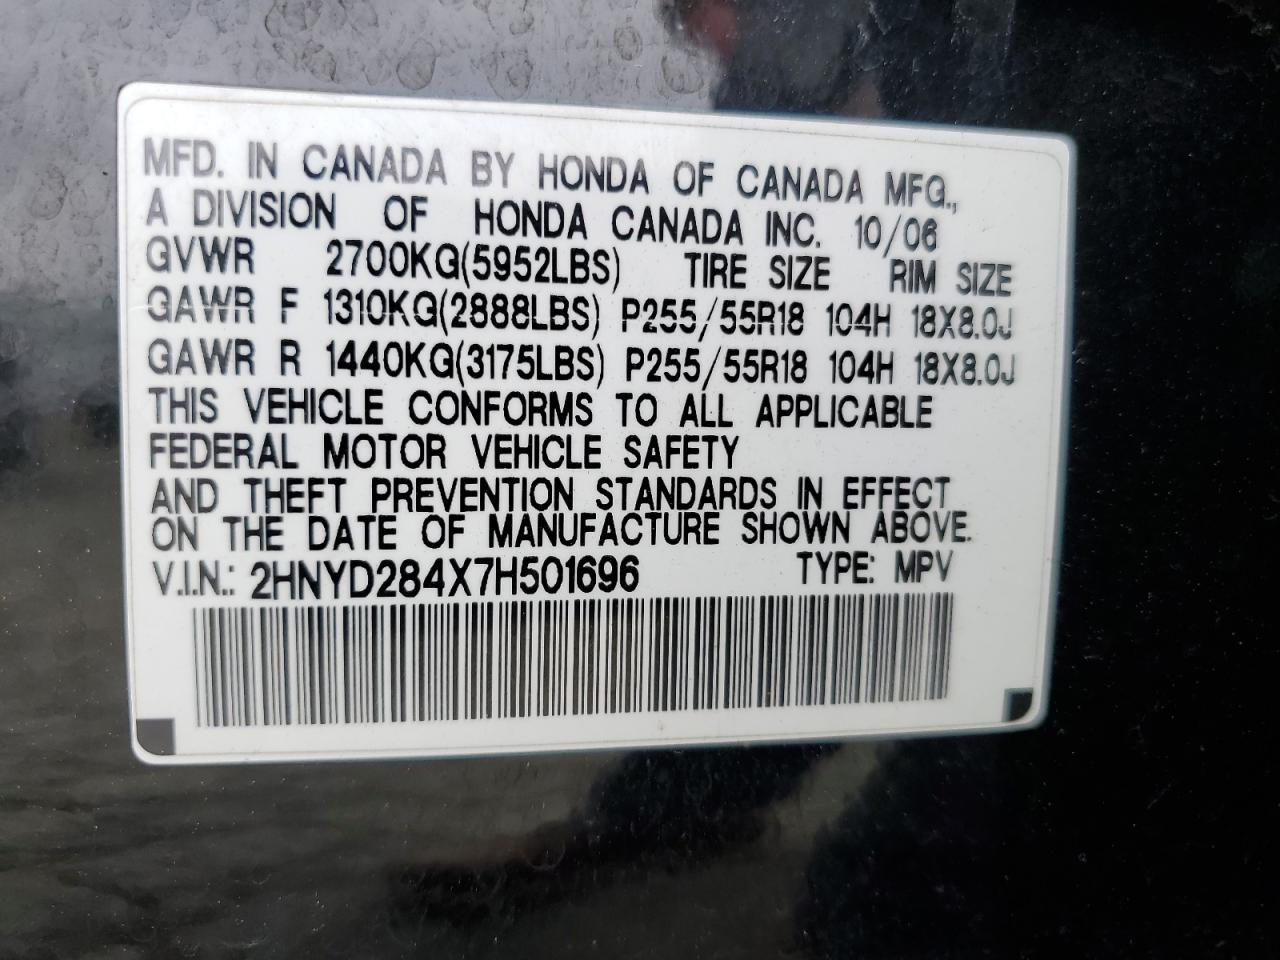 MFD. IN CANADA BY HONDA OF CANADA MFG.,
A DIVISION OF HONDA CANADA INC. 10/06
GVWR 2700KG(5952LBS) TIRE SIZE RIM SIZE
GAWR F 1310KG(2888LBS) P255/55R18 104H 18X8.0J
GAWR R 1440KG(3175LBS) P255/55R18 104H 18X8.0J
THIS VEHICLE CONFORMS TO ALL APPLICABLE
FEDERAL MOTOR VEHICLE SAFETY
AND THEFT PREVENTION STANDARDS IN EFFECT
ON THE DATE OF MANUFACTURE SHOWN ABOVE.
V.I.N.: 2HNYD284X7H501696 TYPE: MPV